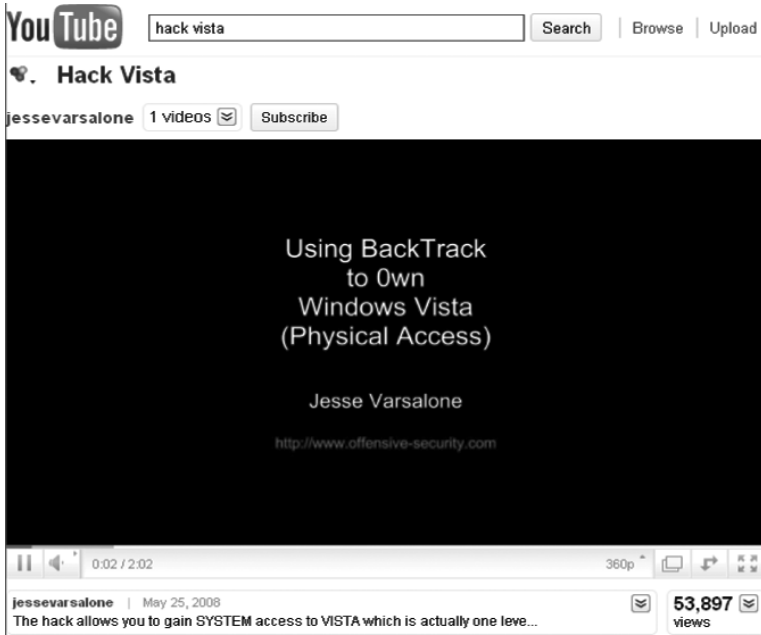 YouTube hack vista Search Browse Upload
Hack Vista
jessevarsalone 1 videos Subscribe
Using BackTrack
to 0wn
Windows Vista
(Physical Access)
Jesse Varsalone
http://www.offensive-security.com
0:02 / 2:02 360p
jessevarsalone | May 25, 2008 53,897
The hack allows you to gain SYSTEM access to VISTA which is actually one leve... views